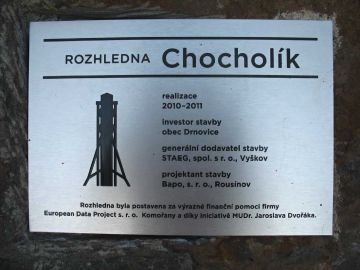 ROZHLEDNA Chocholík
realizace
2010-2011
investor stavby
obec Drnovice
generální dodavatel stavby
STAEG, spol. s r. o., Vyškov
projektant stavby
Bapo, s. r. o., Rousínov
Rozhledna byla postavena za výrazné finanční pomoci firmy
European Data Project s. r. o. Komořany a díky iniciativě MUDr. Jaroslava Dvořáka.